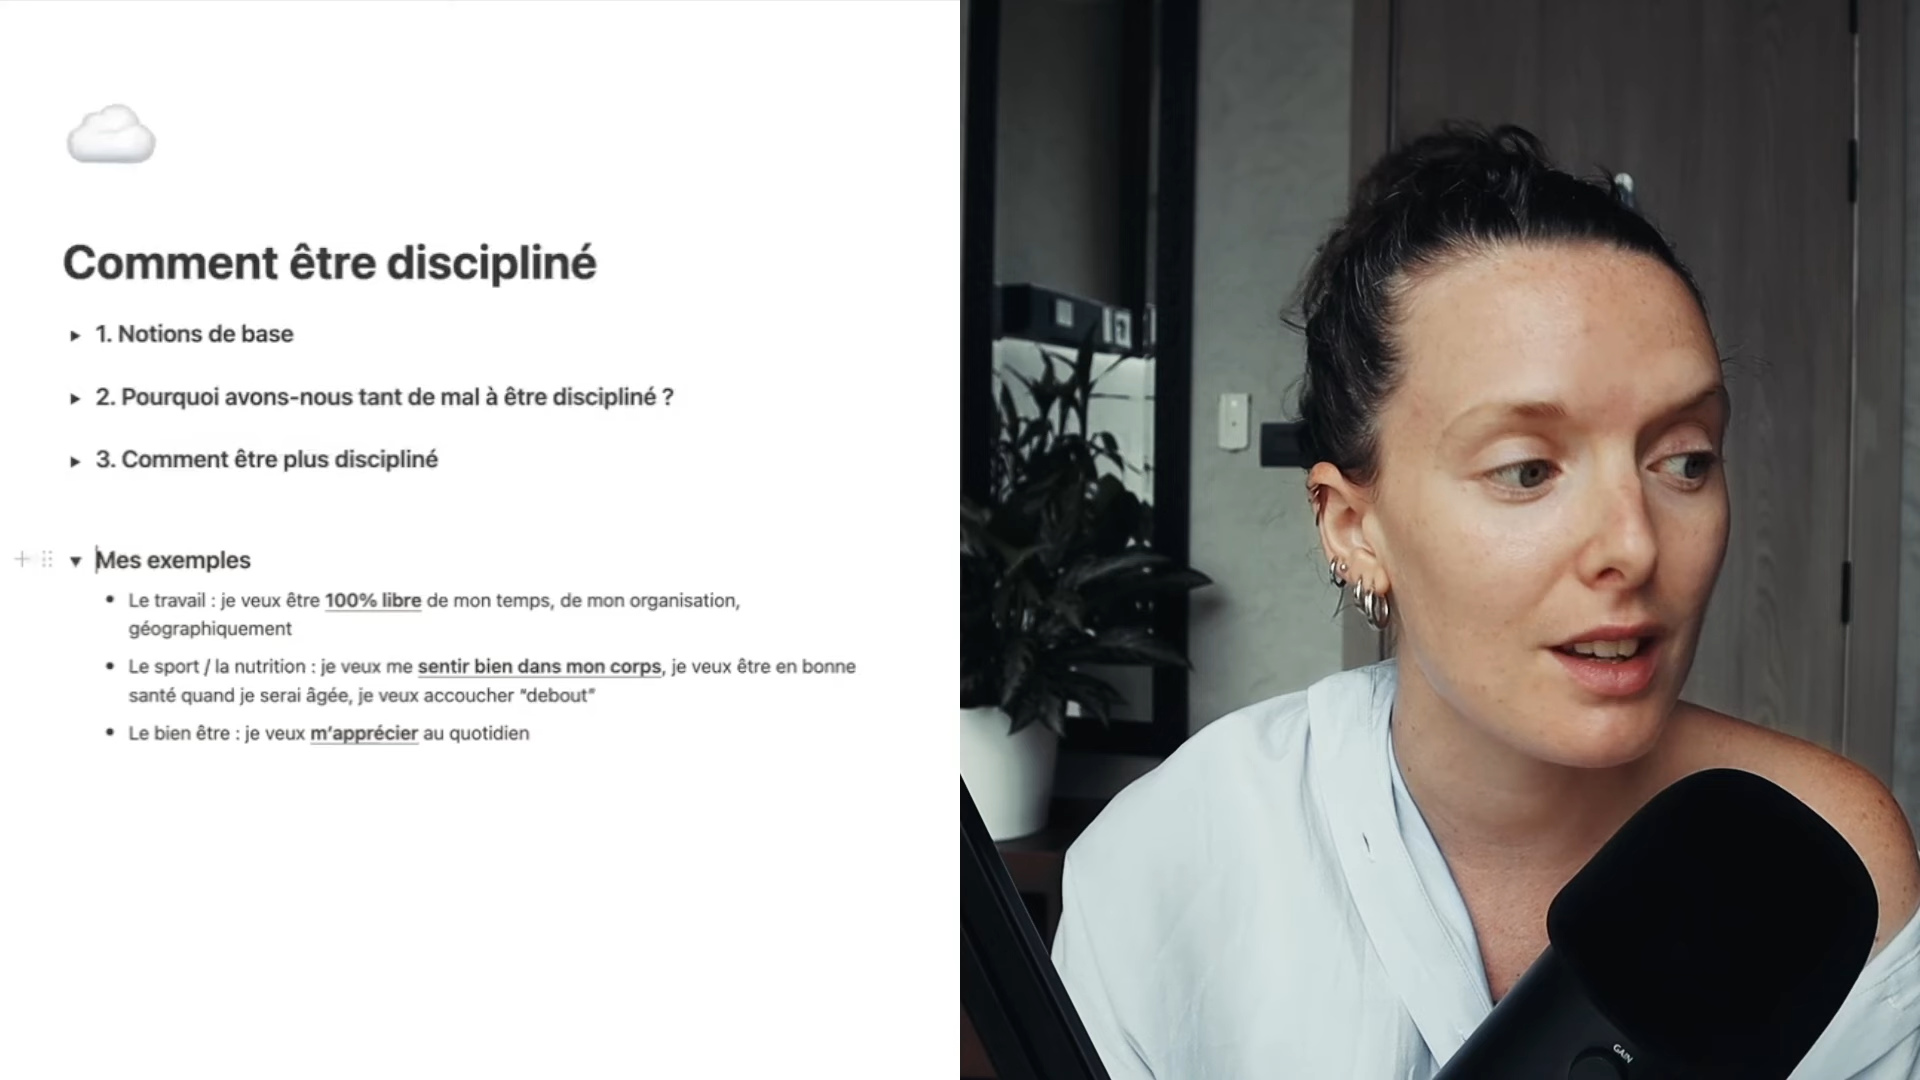 Comment être discipliné
1. Notions de base
2. Pourquoi avons-nous tant de mal à être discipliné ?
3. Comment être plus discipliné
Mes exemples
Le travail : je veux être 100% libre de mon temps, de mon organisation,
géographiquement
Le sport / la nutrition : je veux me sentir bien dans mon corps, je veux être en bonne
santé quand je serai âgée, je veux accoucher “debout”
Le bien être : je veux m’apprécier au quotidien
GAIN